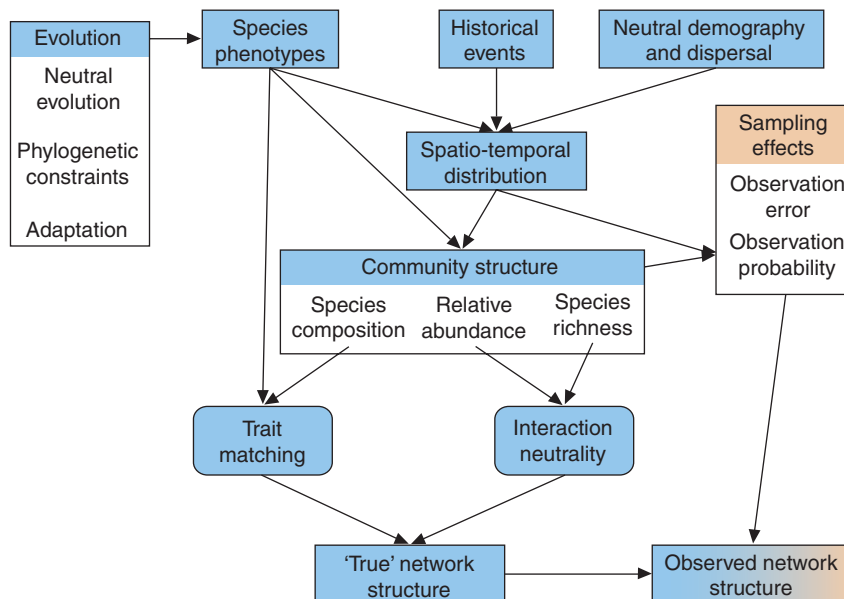 Evolution
Neutral
evolution
Phylogenetic
constraints
Adaptation
Species
phenotypes
Historical
events
Neutral demography
and dispersal
Spatio-temporal
distribution
Sampling
effects
Observation
error
Observation
probability
Community structure
Species
composition
Relative
abundance
Species
richness
Trait
matching
Interaction
neutrality
‘True’ network
structure
Observed network
structure